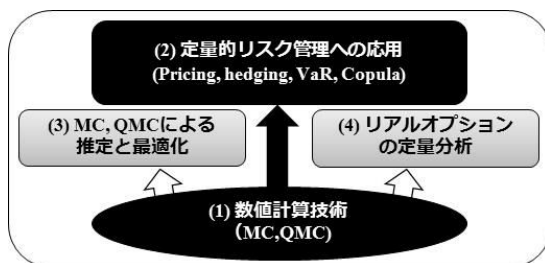 (2) 定量的リスク管理への応用
(Pricing, hedging, VaR, Copula)
(3) MC, QMCによる
推定と最適化
(4) リアルオプション
の定量分析
(1) 数値計算技術
（MC,QMC)